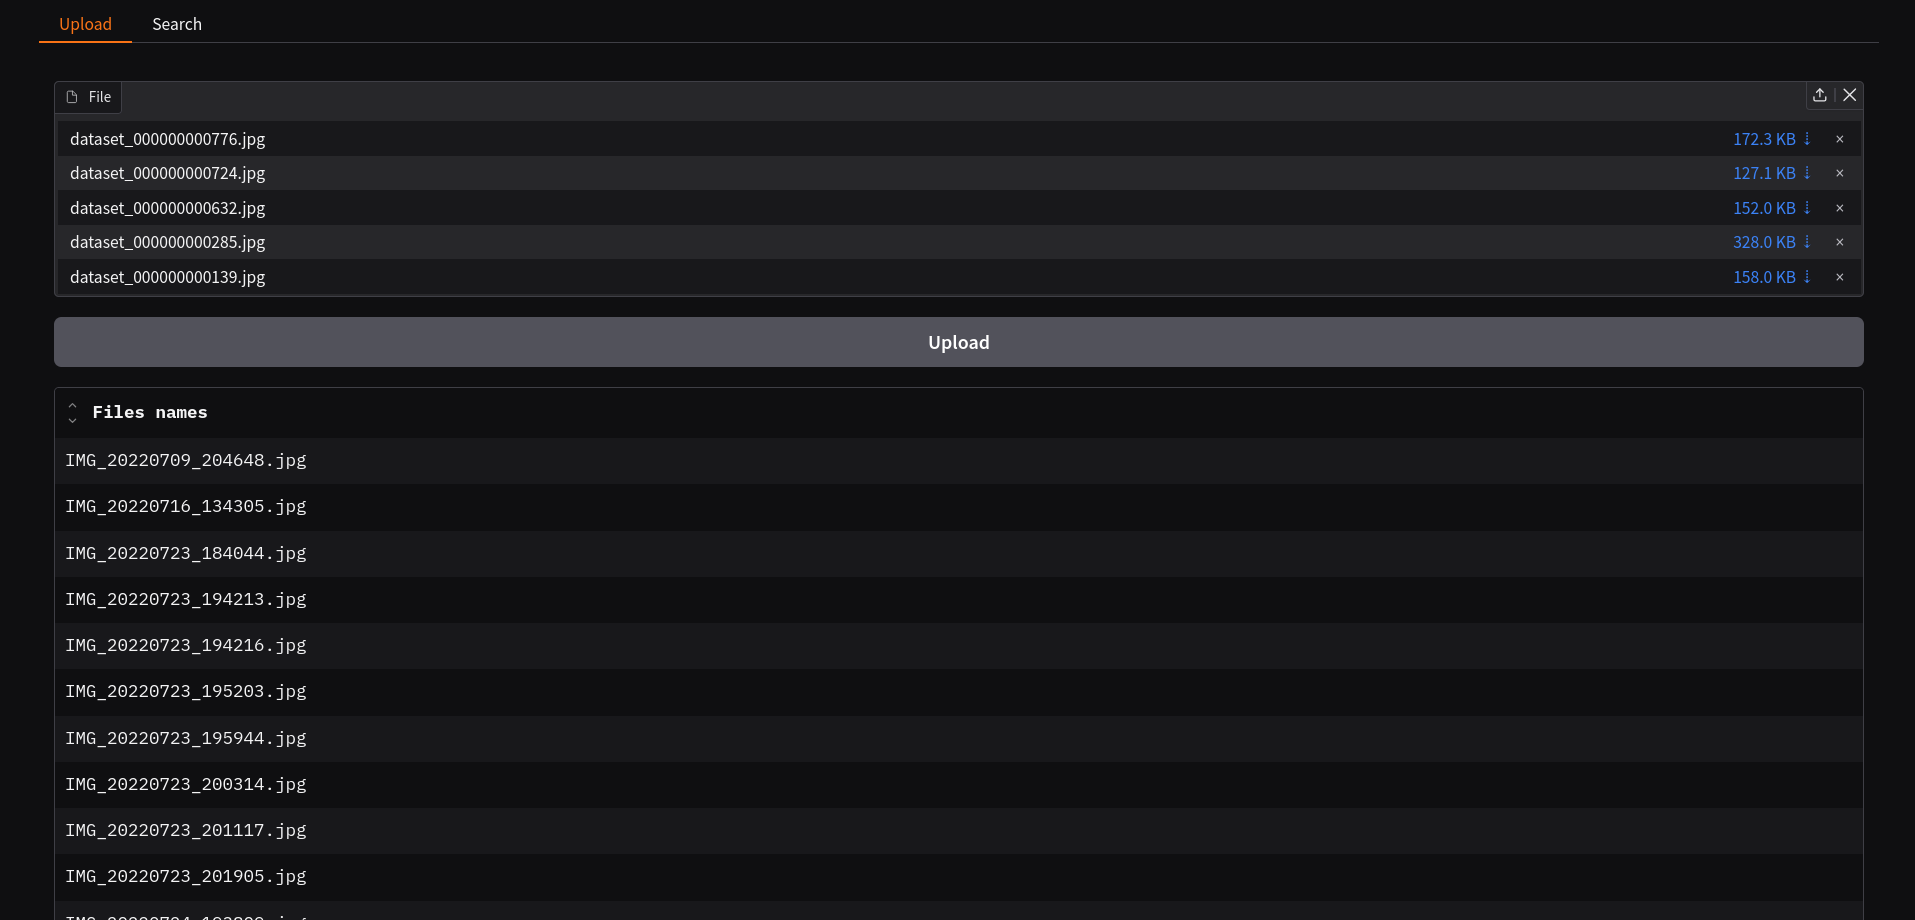 Upload Search
File
dataset_000000000776.jpg 172.3 KB ⇣ ×
dataset_000000000724.jpg 127.1 KB ⇣ ×
dataset_000000000632.jpg 152.0 KB ⇣ ×
dataset_000000000285.jpg 328.0 KB ⇣ ×
dataset_000000000139.jpg 158.0 KB ⇣ ×
Upload
Files names
IMG_20220709_204648.jpg
IMG_20220716_134305.jpg
IMG_20220723_184044.jpg
IMG_20220723_194213.jpg
IMG_20220723_194216.jpg
IMG_20220723_195203.jpg
IMG_20220723_195944.jpg
IMG_20220723_200314.jpg
IMG_20220723_201117.jpg
IMG_20220723_201905.jpg